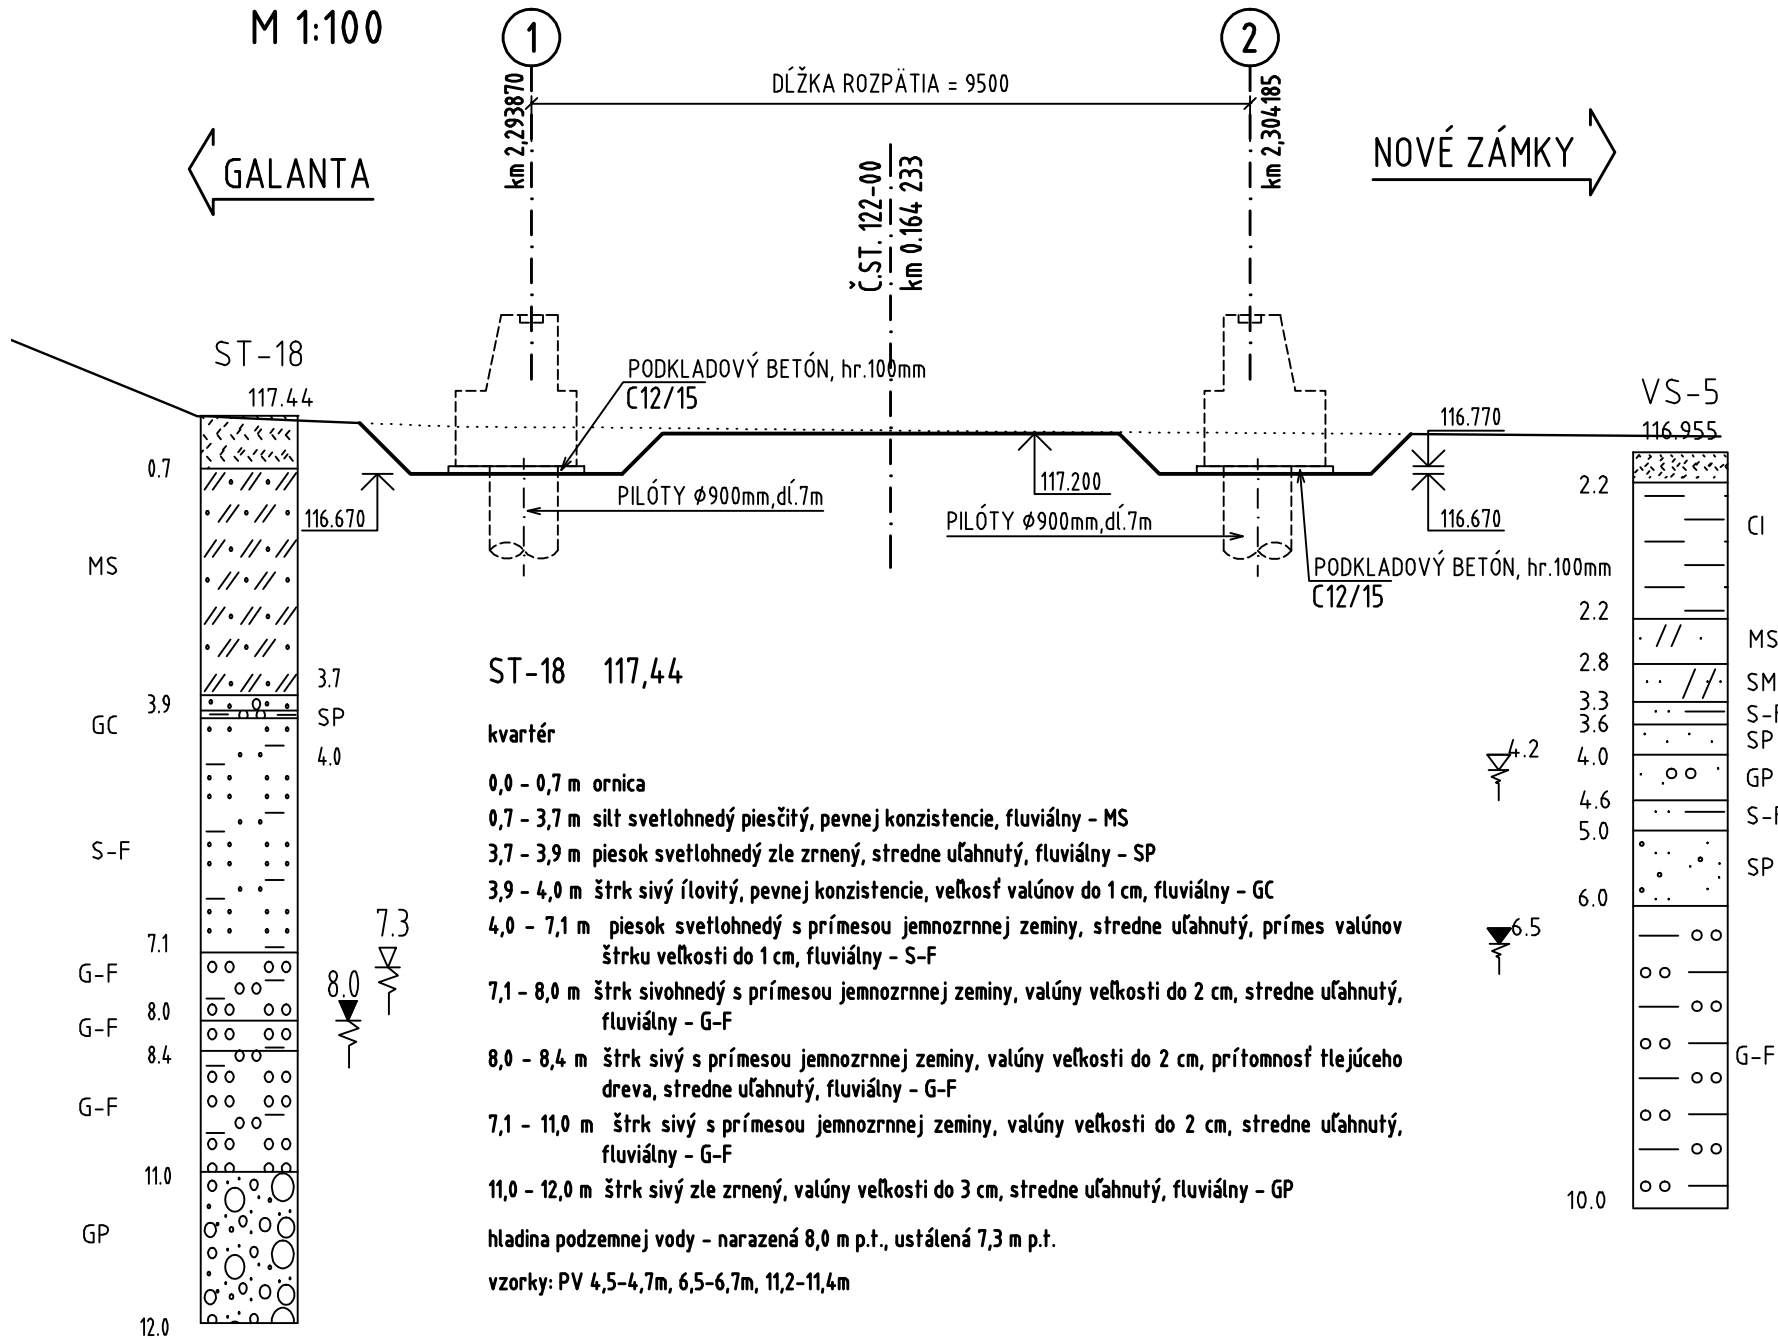 M 1:100
1
2
km 2,293870
DĹŽKA ROZPÄTIA = 9500
km 2,304185
GALANTA
NOVÉ ZÁMKY
Č.ST. 122-00
km 0.164 233
ST-18
117.44
PODKLADOVÝ BETÓN, hr.100mm
C12/15
VS-5
116.955
116.770
117.200
116.670
116.670
PILÓTY Ø900mm,dĺ.7m
PILÓTY Ø900mm,dĺ.7m
PODKLADOVÝ BETÓN, hr.100mm
C12/15
0.7
MS
3.7
3.9
SP
GC
4.0
S-F
7.1
7.3
G-F
8.0
8.0
G-F
8.4
G-F
11.0
GP
12.0
2.2
CI
2.2
MS
2.8
SM
3.3
S-F
3.6
SP
4.0
4.2
GP
4.6
S-F
5.0
SP
6.0
6.5
G-F
10.0
ST-18 117,44
kvartér
0,0 - 0,7 m ornica
0,7 - 3,7 m silt svetlohnedý piesčitý, pevnej konzistencie, fluviálny - MS
3,7 - 3,9 m piesok svetlohnedý zle zrnený, stredne uľahnutý, fluviálny - SP
3,9 - 4,0 m štrk sivý ílovitý, pevnej konzistencie, veľkosť valúnov do 1 cm, fluviálny - GC
4,0 - 7,1 m piesok svetlohnedý s prímesou jemnozrnnej zeminy, stredne uľahnutý, prímes valúnov
štrku veľkosti do 1 cm, fluviálny - S-F
7,1 - 8,0 m štrk sivohnedý s prímesou jemnozrnnej zeminy, valúny veľkosti do 2 cm, stredne uľahnutý,
fluviálny - G-F
8,0 - 8,4 m štrk sivý s prímesou jemnozrnnej zeminy, valúny veľkosti do 2 cm, prítomnosť tlejúceho
dreva, stredne uľahnutý, fluviálny - G-F
7,1 - 11,0 m štrk sivý s prímesou jemnozrnnej zeminy, valúny veľkosti do 2 cm, stredne uľahnutý,
fluviálny - G-F
11,0 - 12,0 m štrk sivý zle zrnený, valúny veľkosti do 3 cm, stredne uľahnutý, fluviálny - GP
hladina podzemnej vody - narazená 8,0 m p.t., ustálená 7,3 m p.t.
vzorky: PV 4,5-4,7m, 6,5-6,7m, 11,2-11,4m